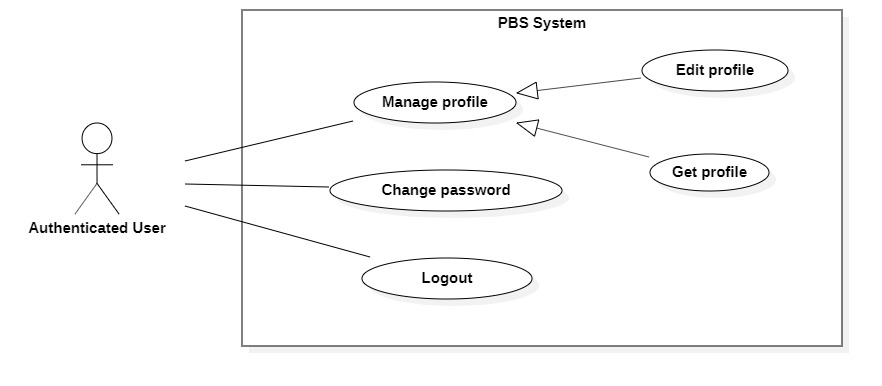 PBS System
Edit profile
Manage profile
Get profile
Change password
Authenticated User
Logout